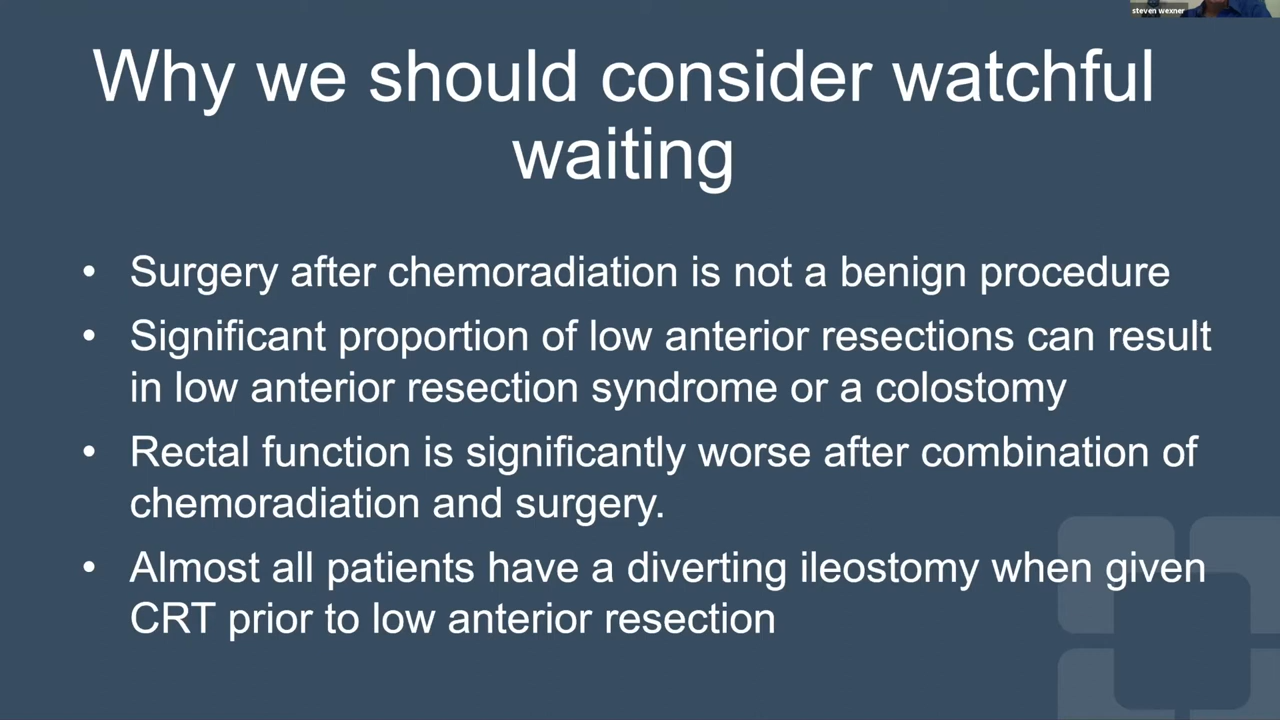 steven wexner
Why we should consider watchful
waiting
• Surgery after chemoradiation is not a benign procedure
• Significant proportion of low anterior resections can result
in low anterior resection syndrome or a colostomy
• Rectal function is significantly worse after combination of
chemoradiation and surgery.
• Almost all patients have a diverting ileostomy when given
CRT prior to low anterior resection